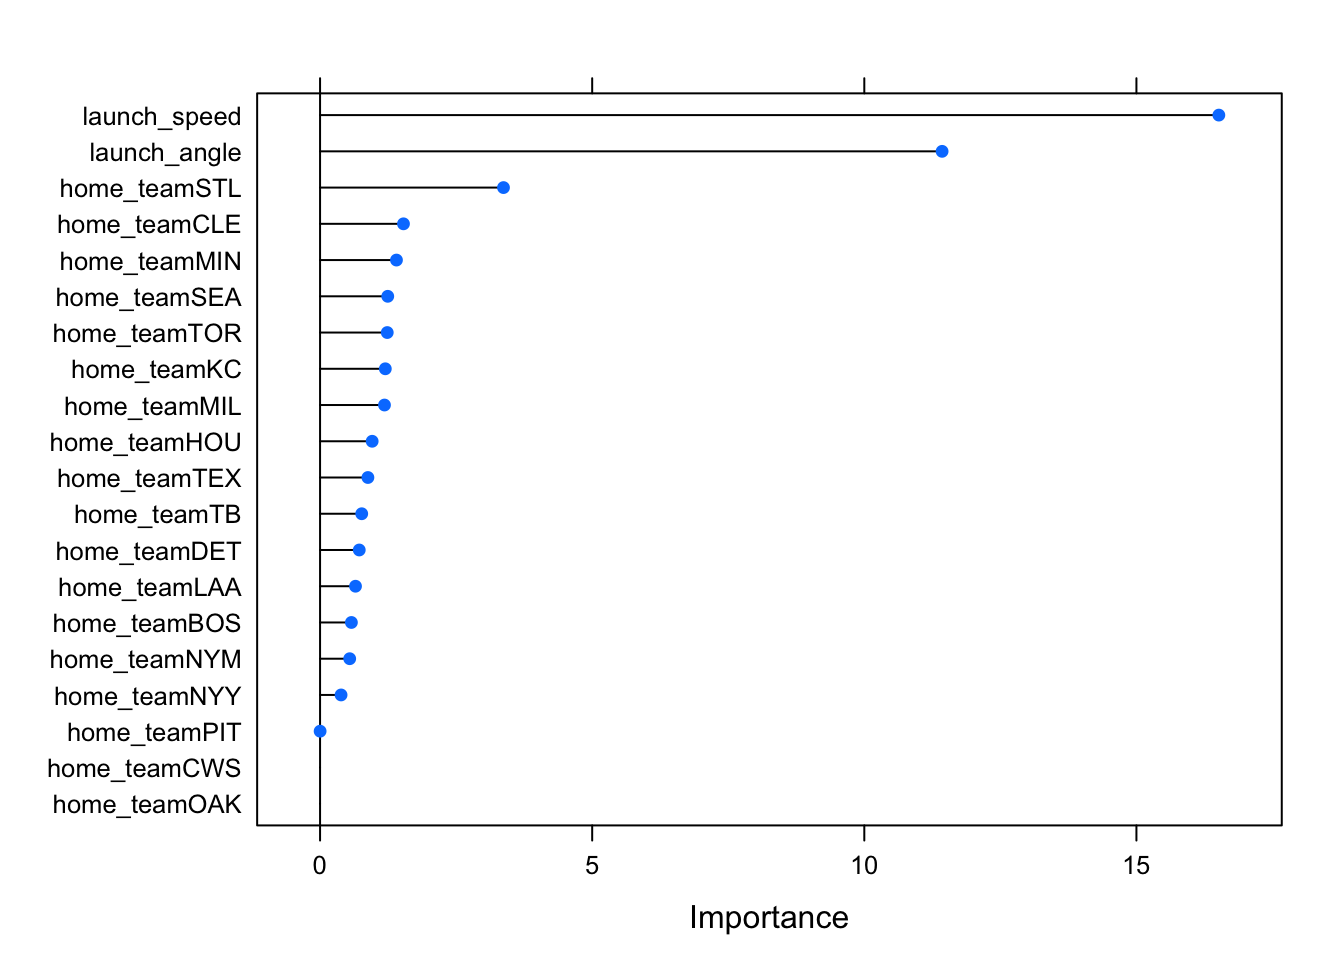 launch_speed
launch_angle
home_teamSTL
home_teamCLE
home_teamMIN
home_teamSEA
home_teamTOR
home_teamKC
home_teamMIL
home_teamHOU
home_teamTEX
home_teamTB
home_teamDET
home_teamLAA
home_teamBOS
home_teamNYM
home_teamNYY
home_teamPIT
home_teamCWS
home_teamOAK
0 5 10 15
Importance